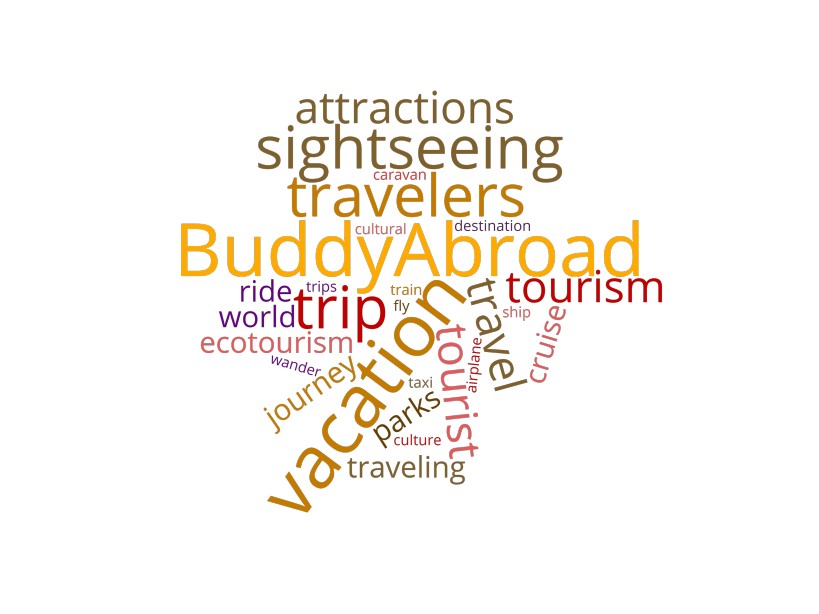 attractions
sightseeing
caravan
travelers
cultural
destination
BuddyAbroad
ride
trips
train
tourism
world
trip
fly
ship
ecotourism
vacation
travel
cruise
wander
journey
taxi
tourist
airplane
parks
culture
traveling